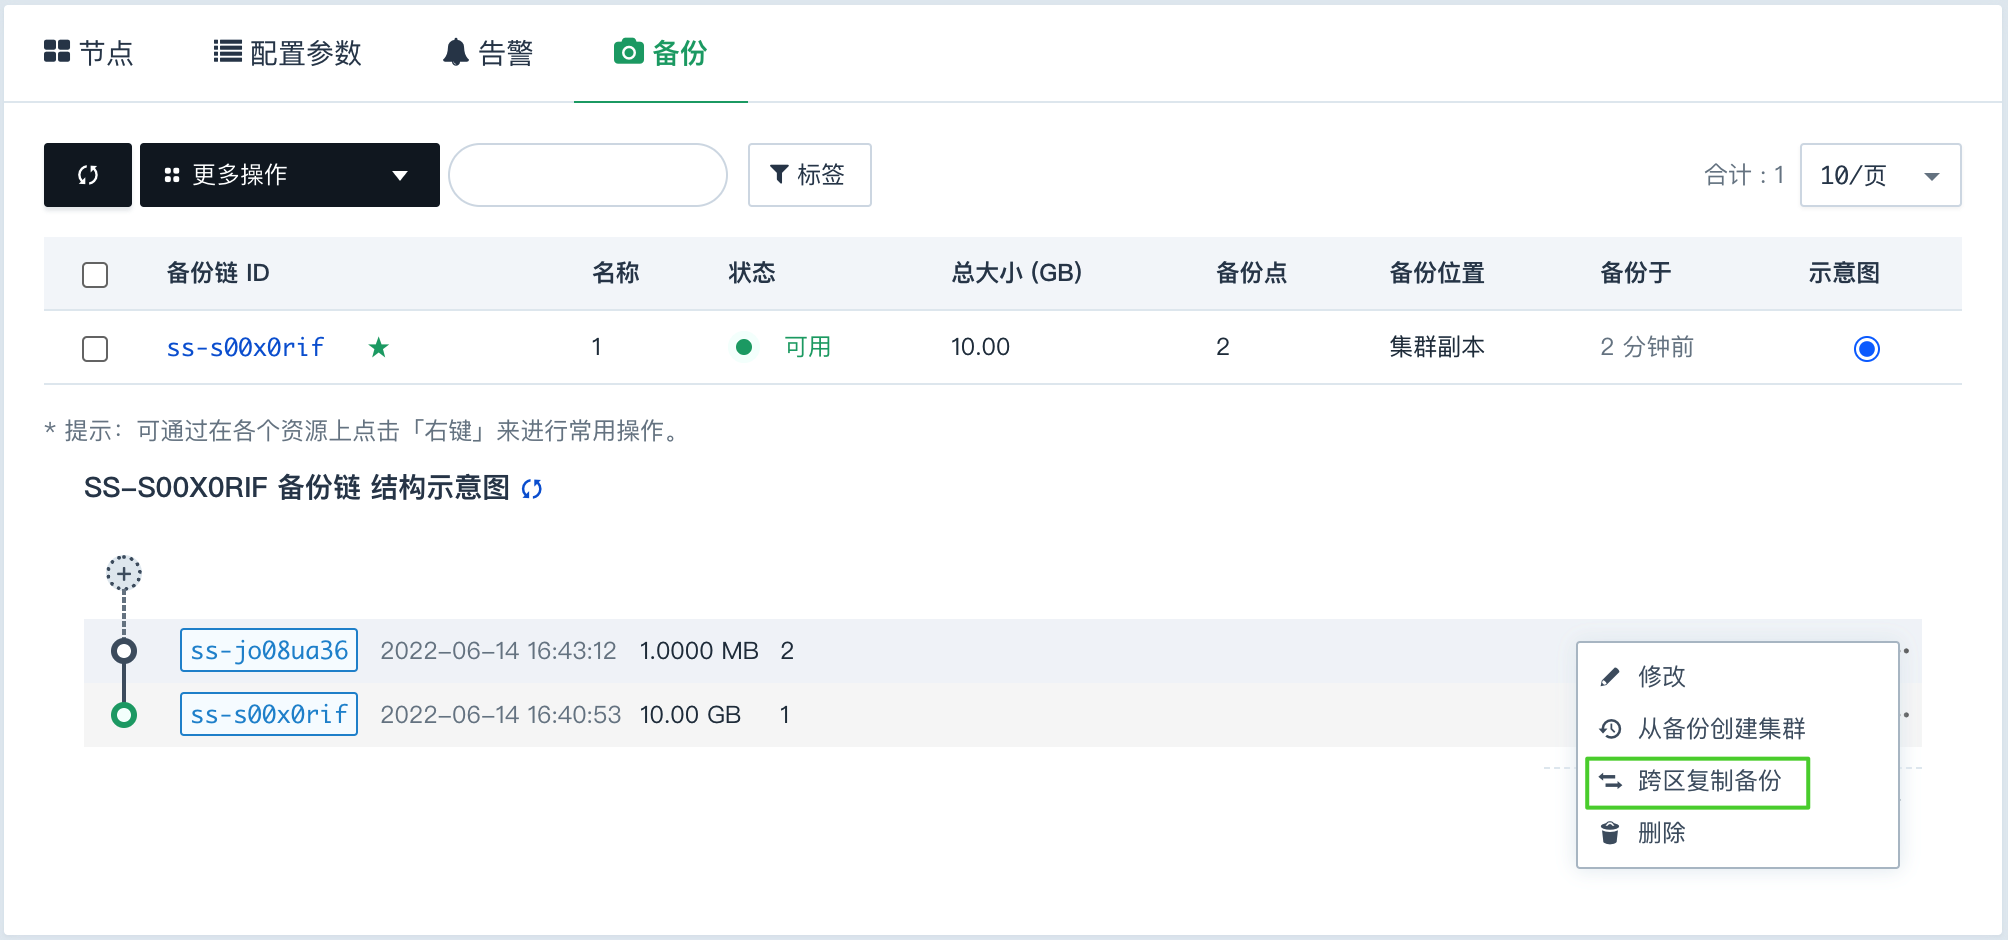 节点 配置参数 告警 备份
更多操作 标签 合计：1 10/页
备份链 ID 名称 状态 总大小 (GB) 备份点 备份位置 备份于 示意图
ss-s00x0rif 1 可用 10.00 2 集群副本 2 分钟前
* 提示：可通过在各个资源上点击「右键」来进行常用操作。
SS-S00X0RIF 备份链 结构示意图
ss-jo08ua36 2022-06-14 16:43:12 1.0000 MB 2
ss-s00x0rif 2022-06-14 16:40:53 10.00 GB 1
修改
从备份创建集群
跨区复制备份
删除